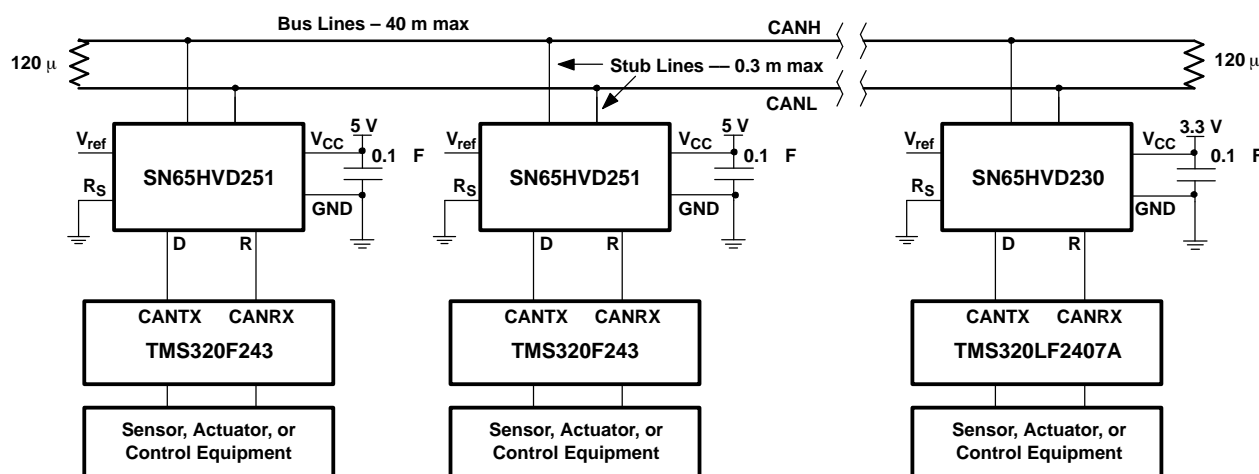 Bus Lines – 40 m max
CANH
120 μ
Stub Lines –– 0.3 m max
120 μ
CANL
5 V
5 V
3.3 V
Vref
VCC
0.1 F
Vref
VCC
0.1 F
Vref
VCC
0.1 F
SN65HVD251
SN65HVD251
SN65HVD230
RS
GND
RS
GND
RS
GND
D R
D R
D R
CANTX CANRX
CANTX CANRX
CANTX CANRX
TMS320F243
TMS320F243
TMS320LF2407A
Sensor, Actuator, or
Control Equipment
Sensor, Actuator, or
Control Equipment
Sensor, Actuator, or
Control Equipment